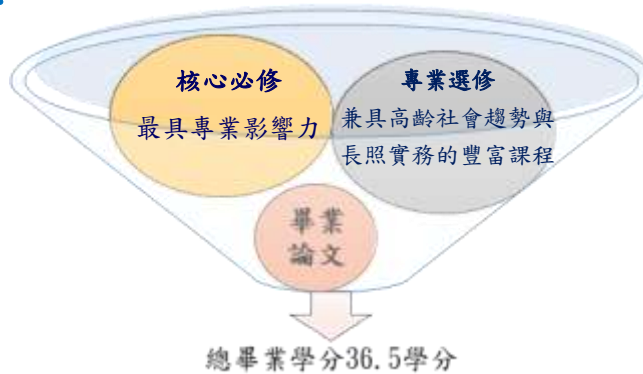 核心必修
最具專業影響力
專業選修
兼具高齡社會趨勢與
長照實務的豐富課程
畢業
論文
總畢業學分36.5學分